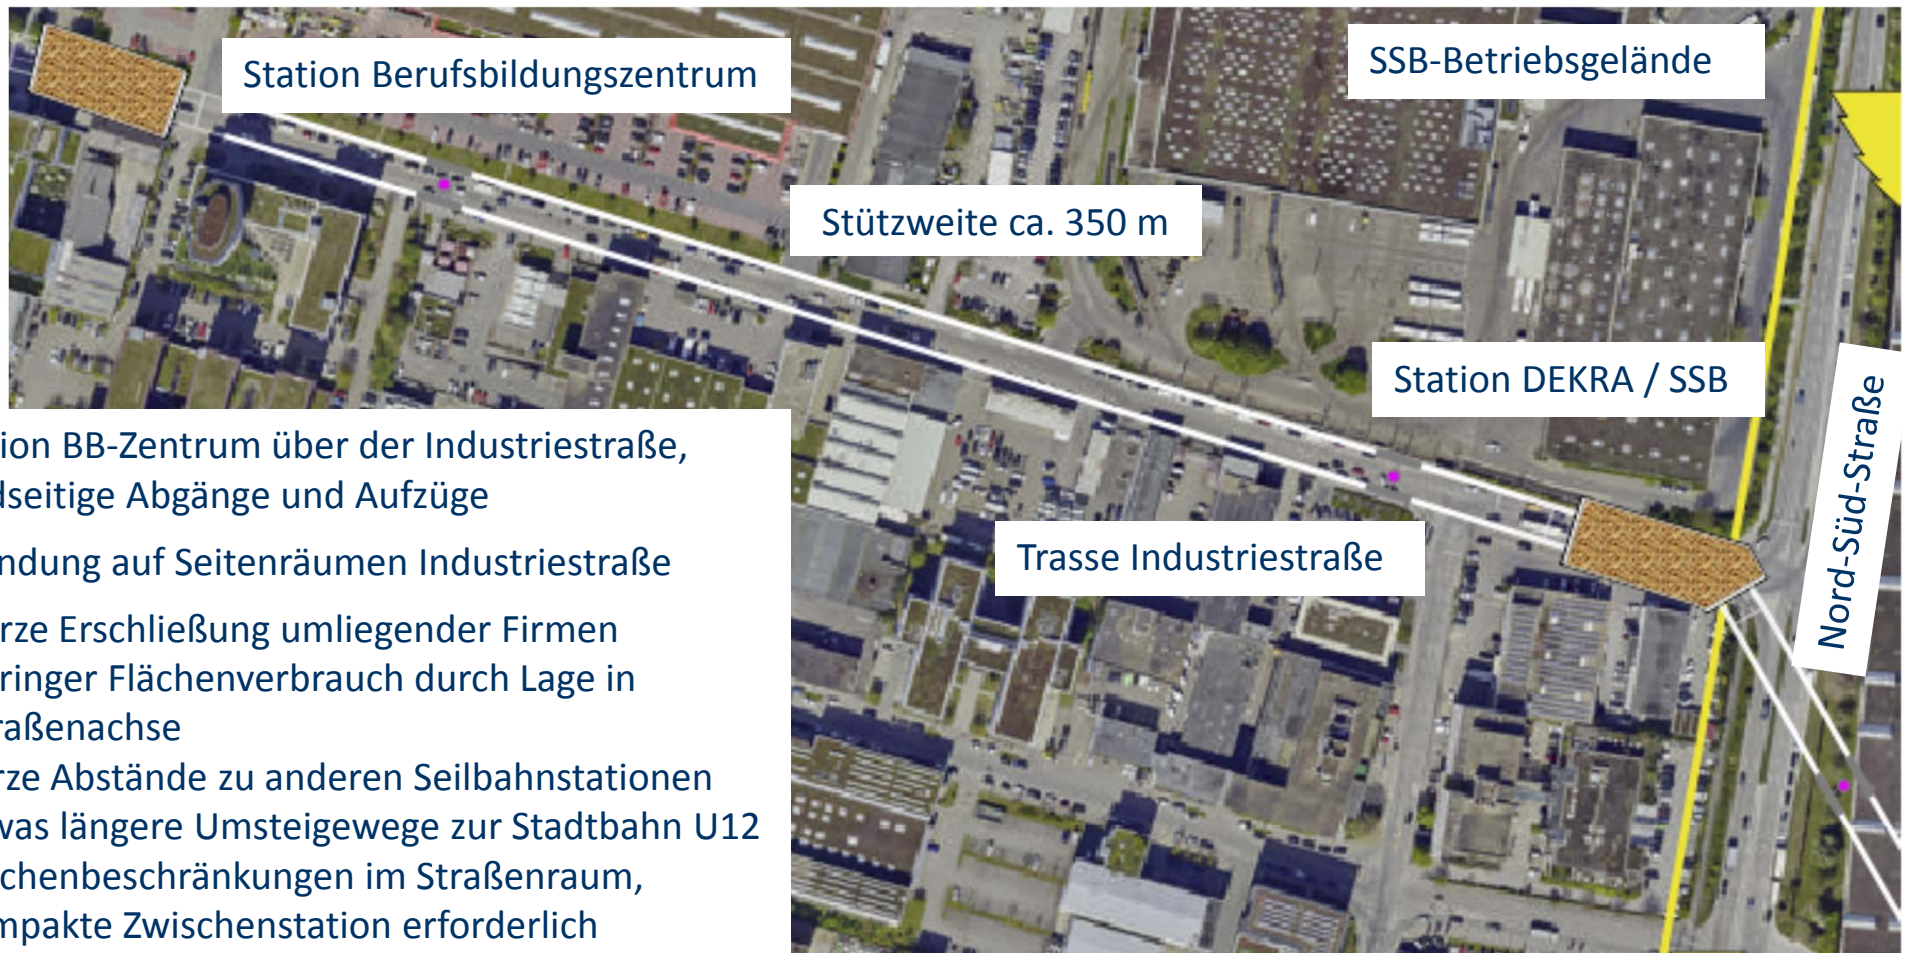 Station Berufsbildungszentrum
SSB-Betriebsgelände
Stützweite ca. 350 m
Station DEKRA / SSB
Nord-Süd-Straße
Trasse Industriestraße
ion BB-Zentrum über der Industriestraße,
dseitige Abgänge und Aufzüge
ndung auf Seitenräumen Industriestraße
rze Erschließung umliegender Firmen
ringer Flächenverbrauch durch Lage in
raßenachse
rze Abstände zu anderen Seilbahnstationen
was längere Umsteigewege zur Stadtbahn U12
chenbeschränkungen im Straßenraum,
mpakte Zwischenstation erforderlich